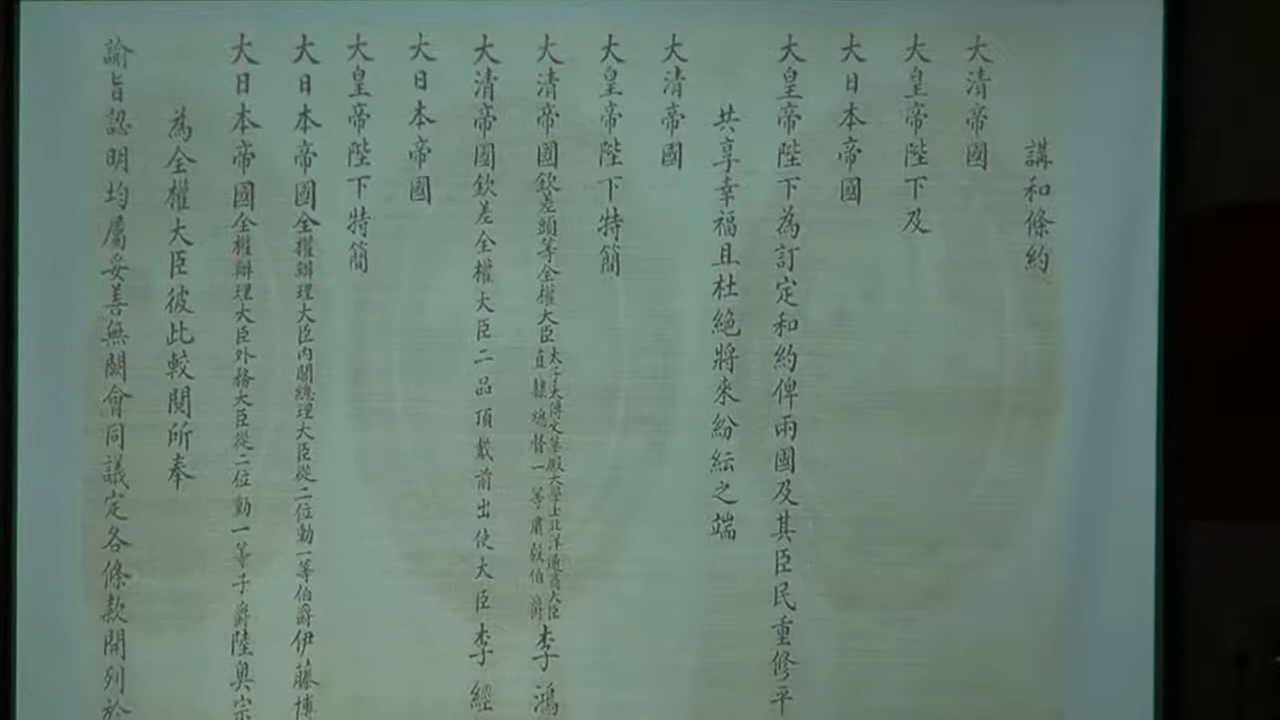 講和條約
大清帝國
大皇帝陛下及
大日本帝國
大皇帝陛下為訂定和約俾兩國及其臣民重修平
共享幸福且杜絕將來紛紜之端
大清帝國
大皇帝陛下特簡
大清帝國欽差頭等全權大臣太子太傅文華殿大學士北洋通商大臣直隸總督一等肅毅伯爵李鴻
大清帝國欽差全權大臣二品頂戴前出使大臣李經
大日本帝國
大皇帝陛下特簡
大日本帝國全權辦理大臣內閣總理大臣從二位勳一等伯爵伊藤博
大日本帝國全權辦理大臣外務大臣從二位勳一等子爵陸奧宗
為全權大臣彼此較閱所奉
諭旨認明均屬妥善無闕會同議定各條款開列於